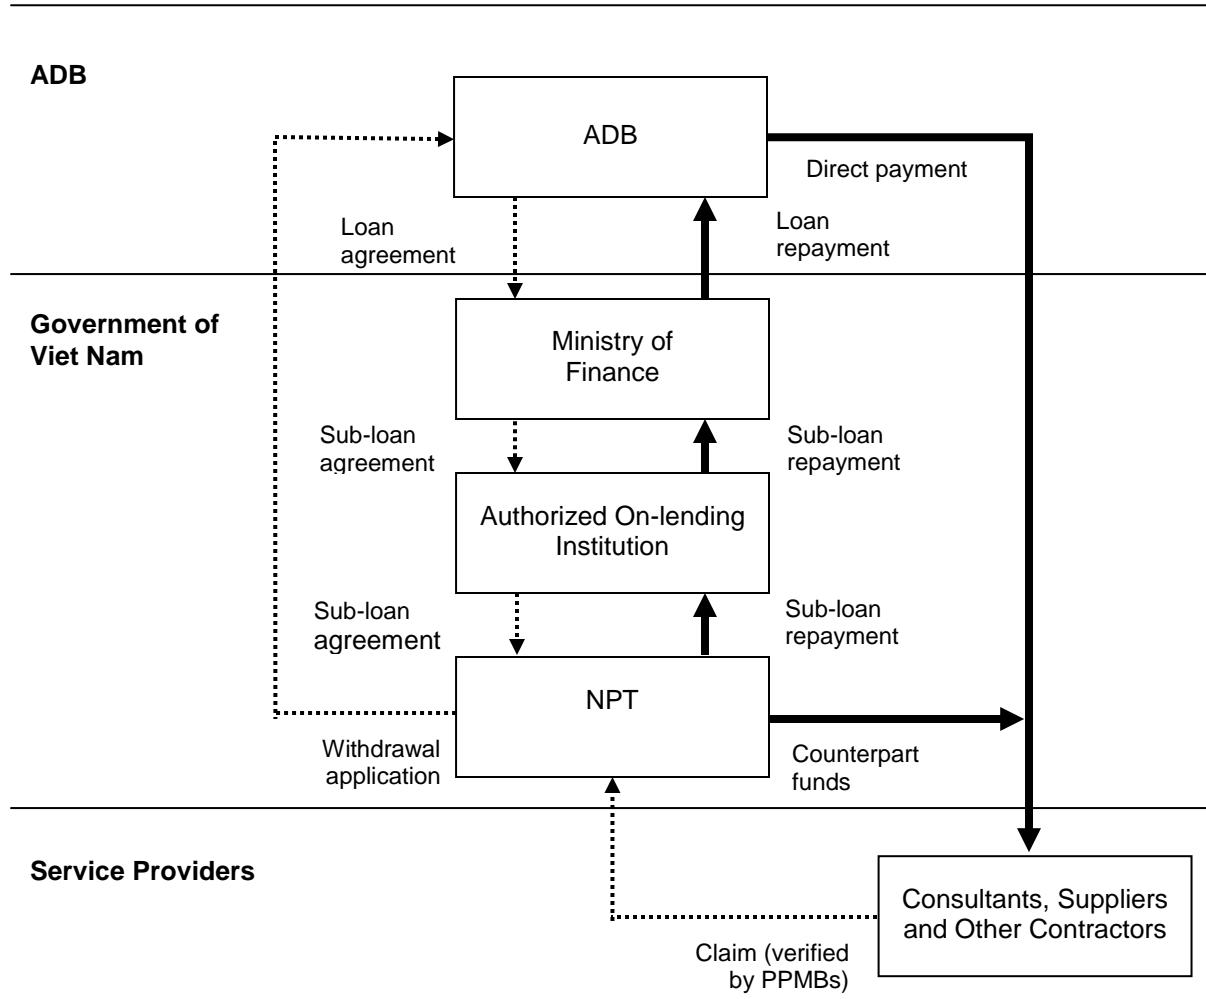 ADB
ADB
Direct payment
Loan
agreement
Loan
repayment
Government of
Viet Nam
Ministry of
Finance
Sub-loan
agreement
Sub-loan
repayment
Authorized On-lending
Institution
Sub-loan
agreement
Sub-loan
repayment
NPT
Withdrawal
application
Counterpart
funds
Service Providers
Consultants, Suppliers
and Other Contractors
Claim (verified
by PPMBs)